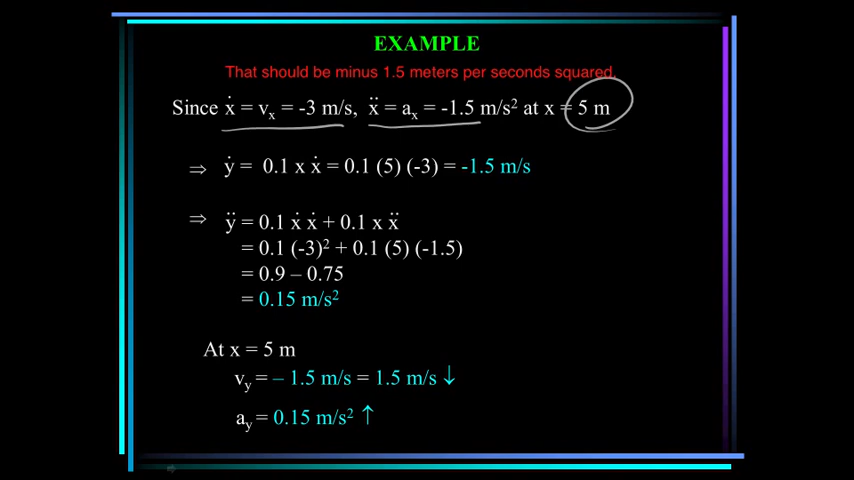 EXAMPLE
That should be minus 1.5 meters per seconds squared.
Since ẋ = vₓ = -3 m/s, ẍ = aₓ = -1.5 m/s² at x = 5 m
⇒ ẏ = 0.1 x ẋ = 0.1 (5) (-3) = -1.5 m/s
⇒ ÿ = 0.1 ẋ ẋ + 0.1 x ẍ
= 0.1 (-3)² + 0.1 (5) (-1.5)
= 0.9 – 0.75
= 0.15 m/s²
At x = 5 m
v_y = – 1.5 m/s = 1.5 m/s ↓
a_y = 0.15 m/s² ↑